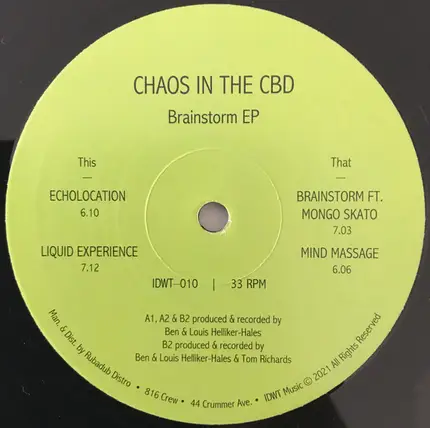 CHAOS IN THE CBD
Brainstorm EP
This
—
ECHOLOCATION
6.10
LIQUID EXPERIENCE
7.12
That
—
BRAINSTORM FT.
MONGO SKATO
7.03
MIND MASSAGE
6.06
IDWT-010 | 33 RPM
A1, A2 & B2 produced & recorded by
Ben & Louis Helliker-Hales
B2 produced & recorded by
Ben & Louis Helliker-Hales & Tom Richards
Man. & Dist. by Rubadub Distro • 816 Crew • 44 Crummer Ave. • IDWT Music © 2021 All Rights Reserved